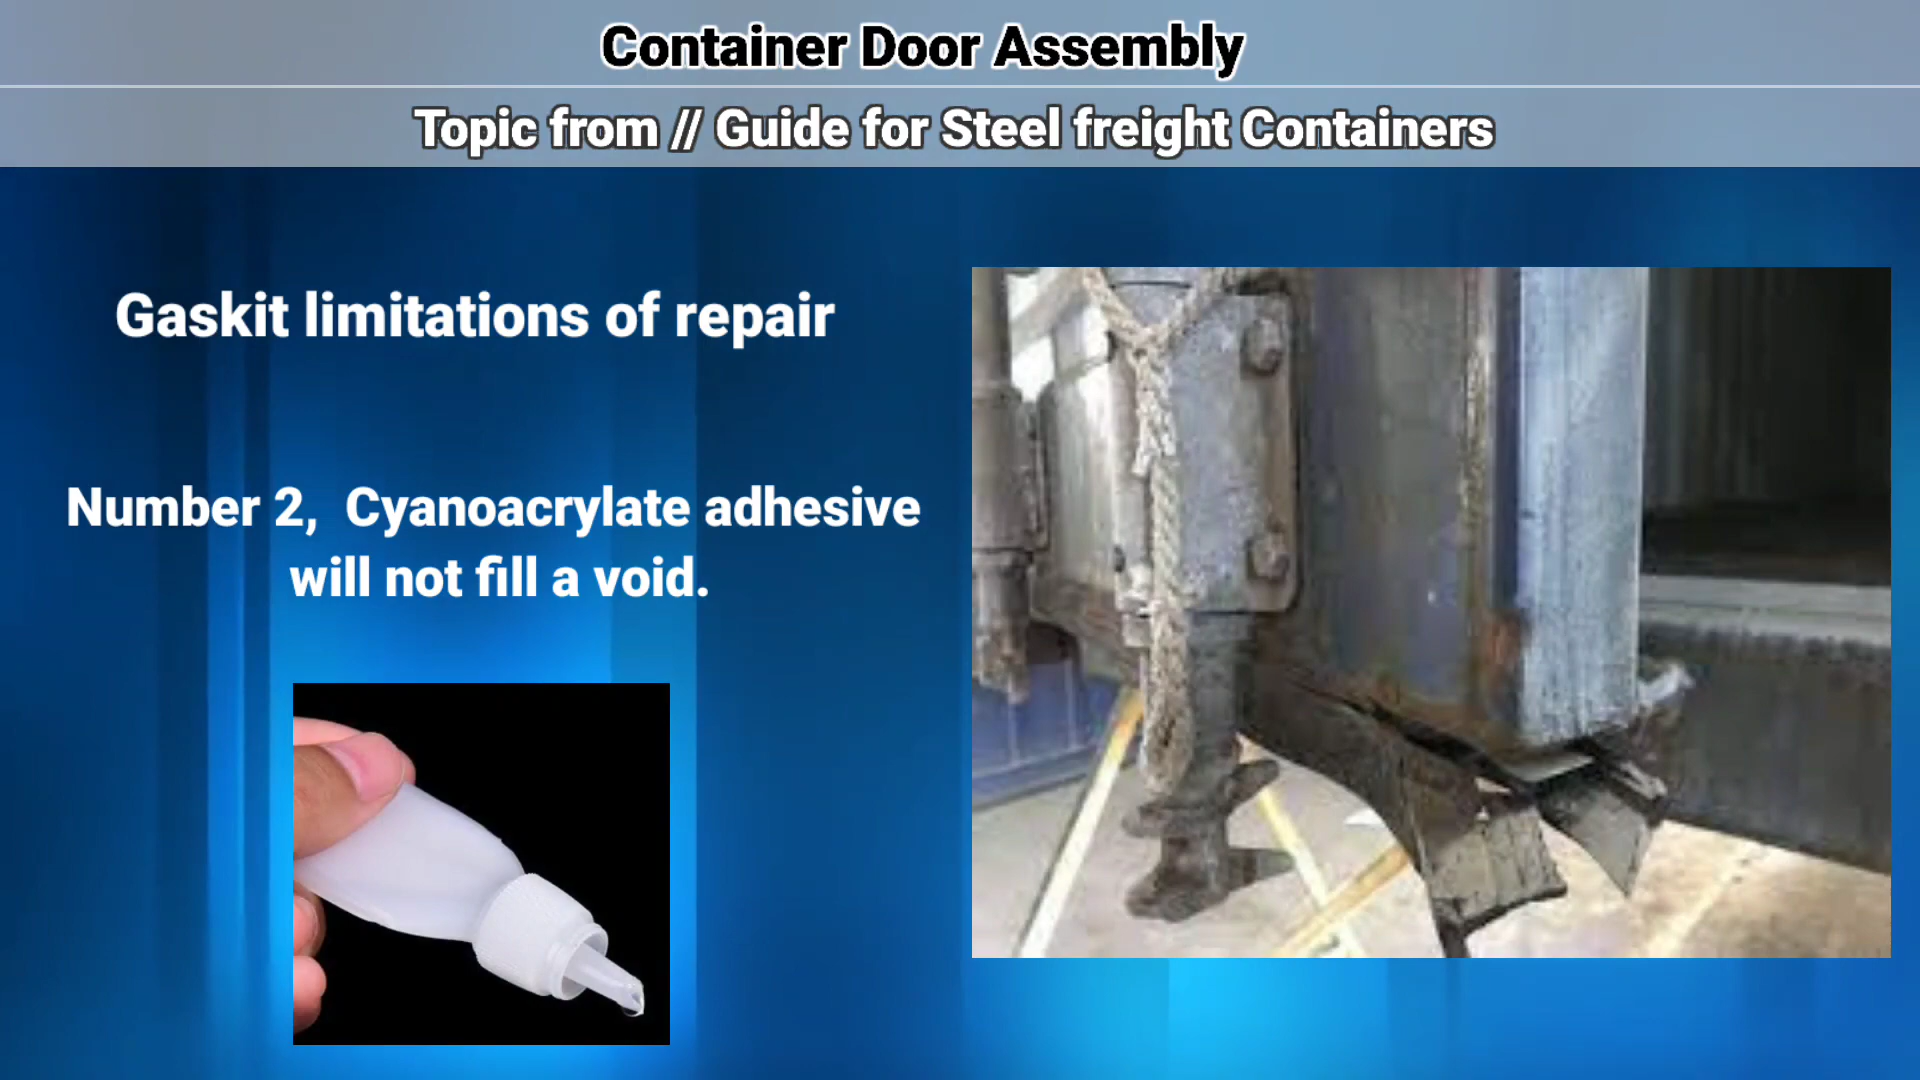 Container Door Assembly
Topic from // Guide for Steel freight Containers
Gaskit limitations of repair
Number 2, Cyanoacrylate adhesive
will not fill a void.